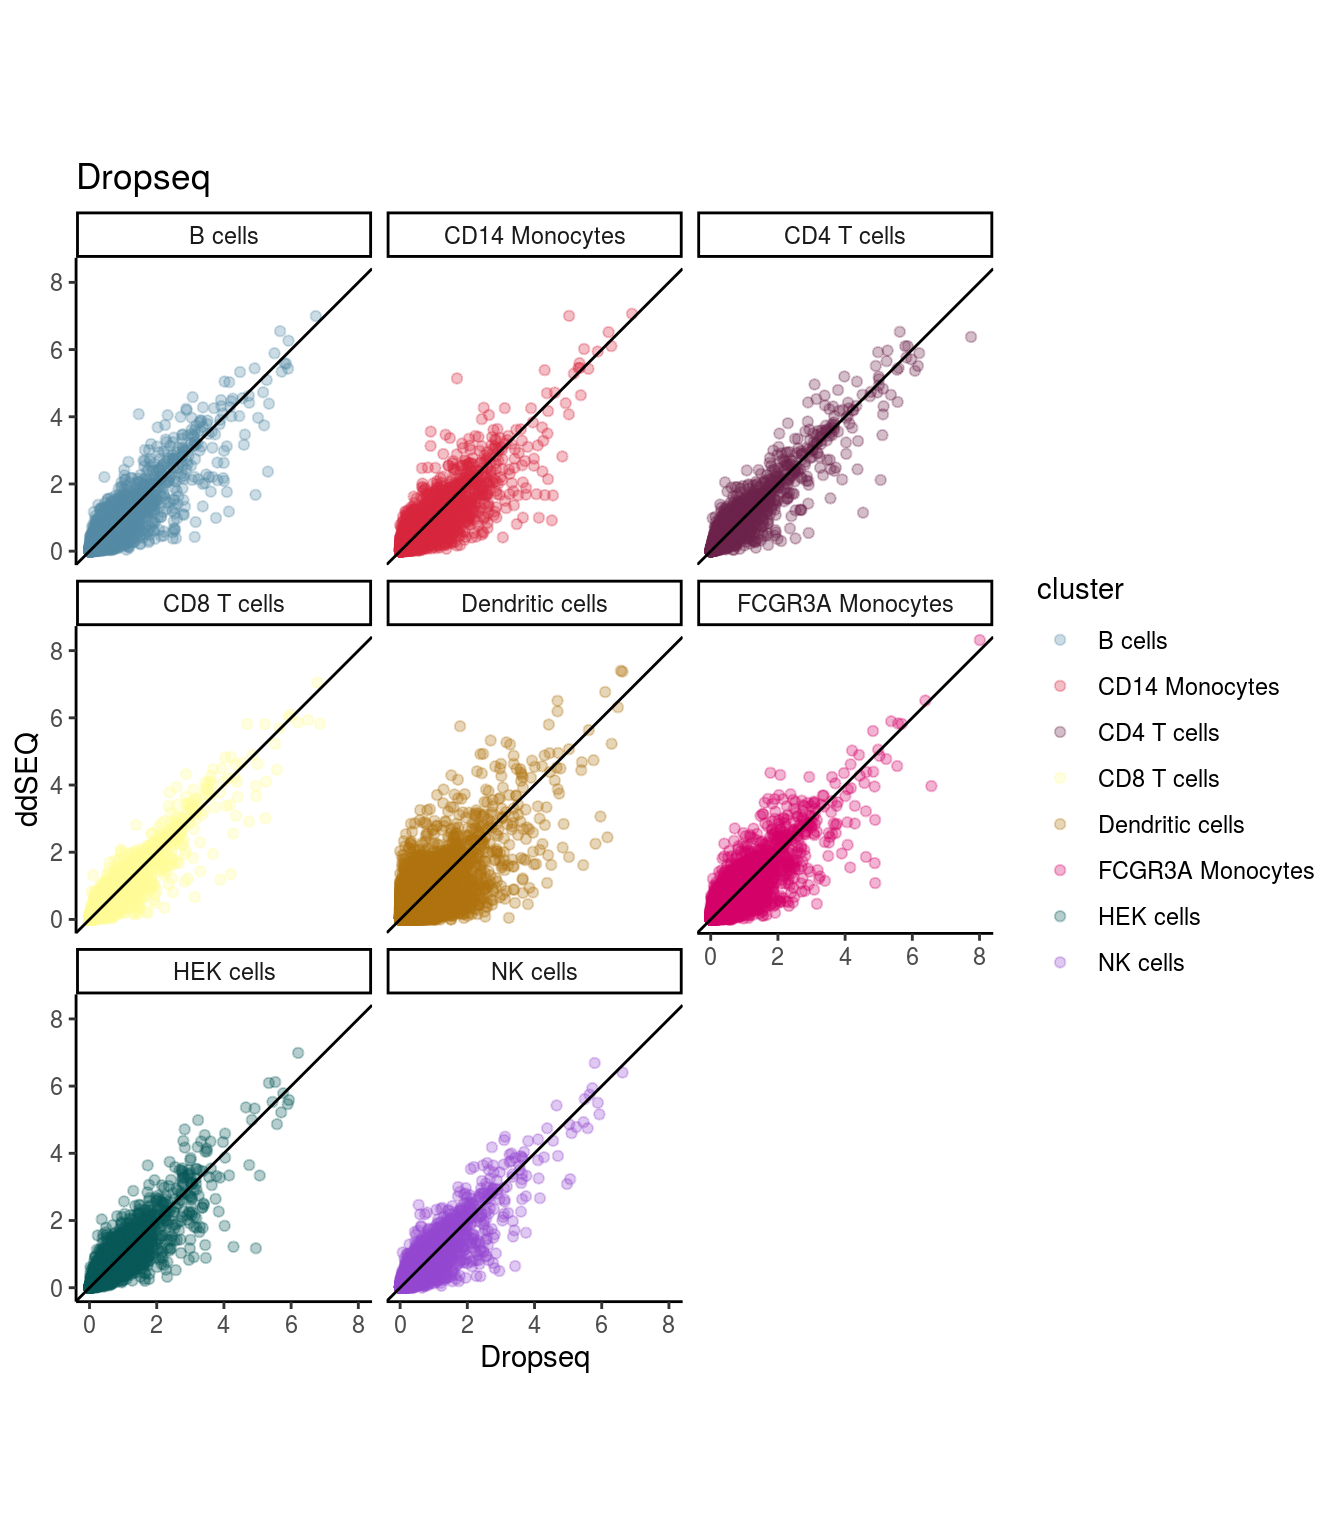 Dropseq
B cells
CD14 Monocytes
CD4 T cells
8
6
4
2
0
CD8 T cells
Dendritic cells
FCGR3A Monocytes
8
6
4
2
0
0 2 4 6 8
HEK cells
NK cells
8
6
4
2
0
0 2 4 6 8
0 2 4 6 8
Dropseq
ddSEQ
cluster
B cells
CD14 Monocytes
CD4 T cells
CD8 T cells
Dendritic cells
FCGR3A Monocytes
HEK cells
NK cells